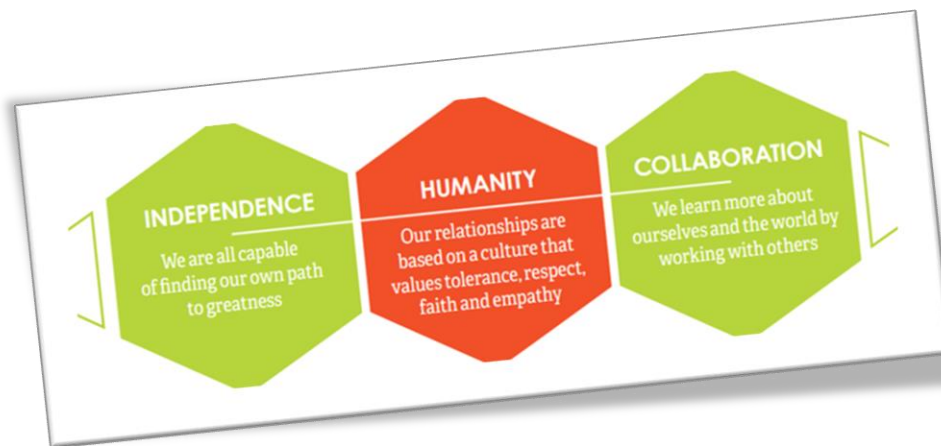 INDEPENDENCE
We are all capable
of finding our own path
to greatness
HUMANITY
Our relationships are
based on a culture that
values tolerance, respect,
faith and empathy
COLLABORATION
We learn more about
ourselves and the world by
working with others